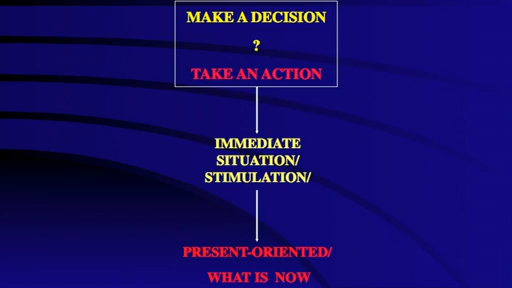 MAKE A DECISION
?
TAKE AN ACTION
IMMEDIATE
SITUATION/
STIMULATION/
PRESENT-ORIENTED/
WHAT IS NOW